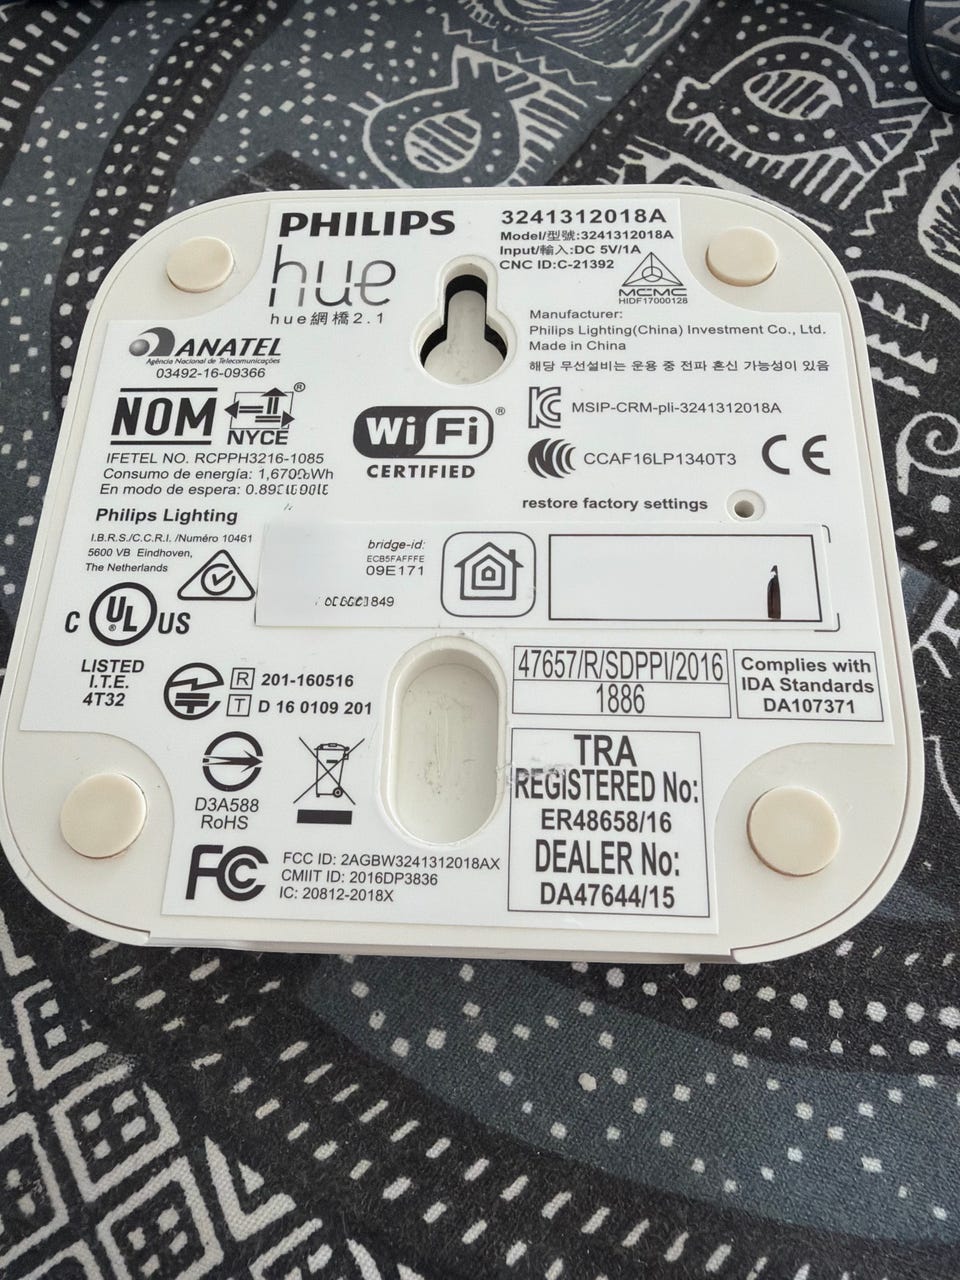 PHILIPS
hue
hue網橋2.1
3241312018A
Model/型號:3241312018A
Input/輸入:DC 5V/1A
CNC ID:C-21392
MCMC
HIDF17000128
Manufacturer:
Philips Lighting(China) Investment Co., Ltd.
Made in China
해당 무선설비는 운용 중 전파 혼신 가능성이 있음
ANATEL
Agência Nacional de Telecomunicações
03492-16-09366
NOM
NYCE ®
IFETEL NO. RCPPH3216-1085
Consumo de energía:
En modo de espera:
WiFi ®
CERTIFIED
MSIP-CRM-pli-3241312018A
CCAF16LP1340T3
CE
restore factory settings
Philips Lighting
I.B.R.S./C.C.R.I. /Numéro 10461
5600 VB Eindhoven,
The Netherlands
bridge-id:
ECB5FAFFFE
09E171
849
C UL ® US
LISTED
I.T.E.
4T32
R 201-160516
T D 16 0109 201
47657/R/SDPPI/2016
1886
Complies with
IDA Standards
DA107371
D3A588
RoHS
TRA
REGISTERED No:
ER48658/16
DEALER No:
DA47644/15
FC
FCC ID: 2AGBW3241312018AX
CMIIT ID: 2016DP3836
IC: 20812-2018X